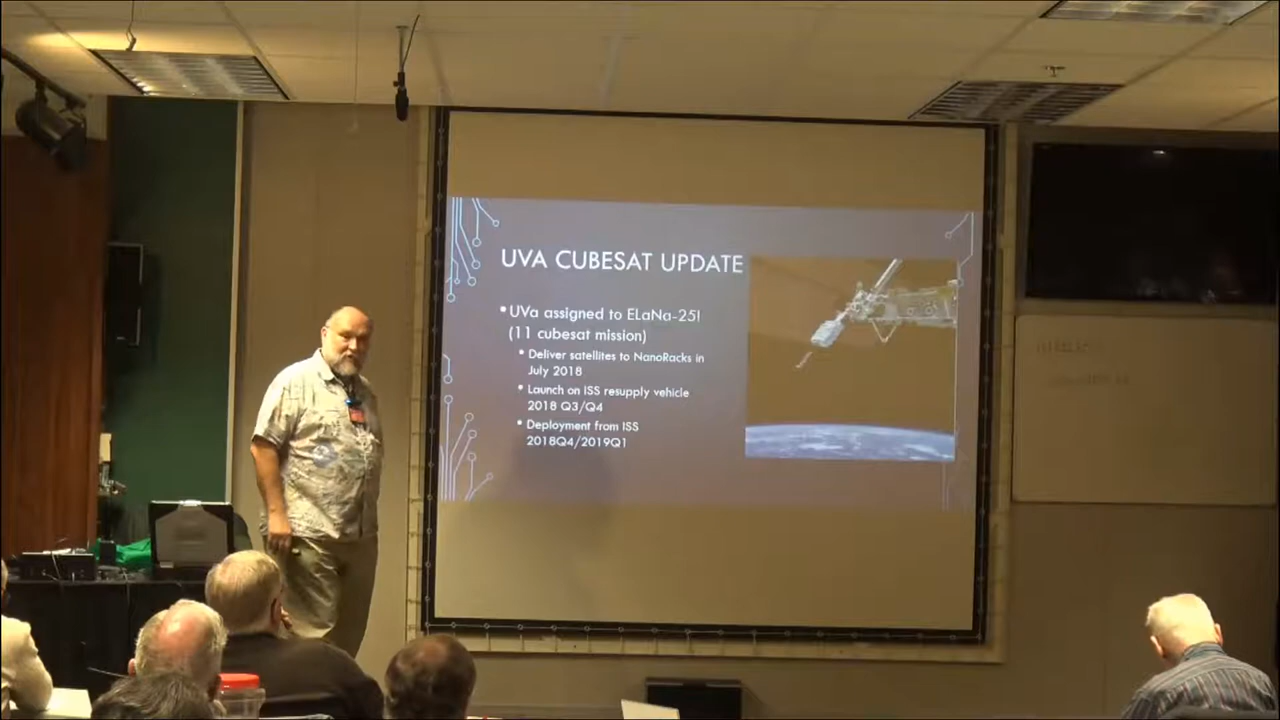 UVA CUBESAT UPDATE
•UVa assigned to ELaNa-25!
(11 cubesat mission)
• Deliver satellites to NanoRacks in
July 2018
• Launch on ISS resupply vehicle
2018 Q3/Q4
• Deployment from ISS
2018Q4/2019Q1